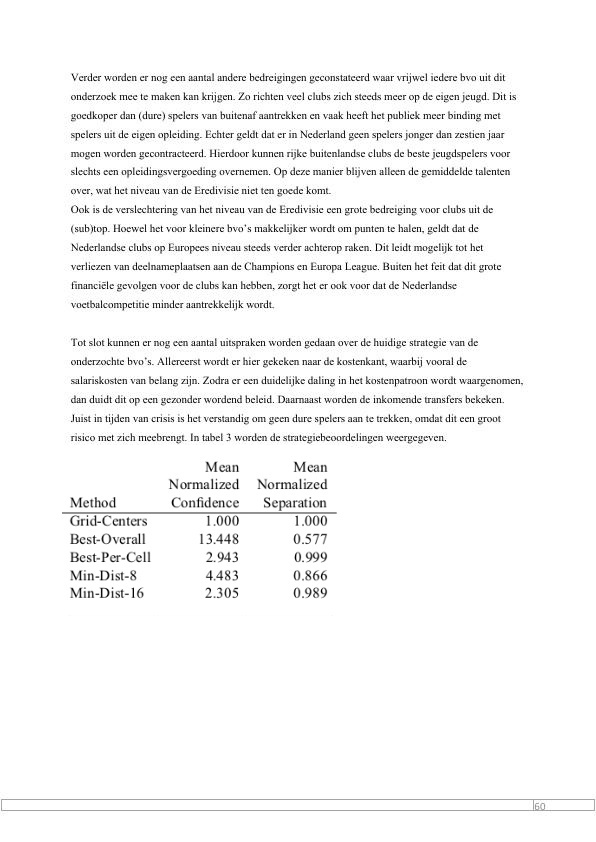 Verder worden er nog een aantal andere bedreigingen geconstateerd waar vrijwel iedere bvo uit dit
onderzoek mee te maken kan krijgen. Zo richten veel clubs zich steeds meer op de eigen jeugd. Dit is
goedkoper dan (dure) spelers van buitenaf aantrekken en vaak heeft het publiek meer binding met
spelers uit de eigen opleiding. Echter geldt dat er in Nederland geen spelers jonger dan zestien jaar
mogen worden gecontracteerd. Hierdoor kunnen rijke buitenlandse clubs de beste jeugdspelers voor
slechts een opleidingsvergoeding overnemen. Op deze manier blijven alleen de gemiddelde talenten
over, wat het niveau van de Eredivisie niet ten goede komt.
Ook is de verslechtering van het niveau van de Eredivisie een grote bedreiging voor clubs uit de
(sub)top. Hoewel het voor kleinere bvo’s makkelijker wordt om punten te halen, geldt dat de
Nederlandse clubs op Europees niveau steeds verder achterop raken. Dit leidt mogelijk tot het
verliezen van deelnameplaatsen aan de Champions en Europa League. Buiten het feit dat dit grote
financiële gevolgen voor de clubs kan hebben, zorgt het er ook voor dat de Nederlandse
voetbalcompetitie minder aantrekkelijk wordt.
Tot slot kunnen er nog een aantal uitspraken worden gedaan over de huidige strategie van de
onderzochte bvo’s. Allereerst wordt er hier gekeken naar de kostenkant, waarbij vooral de
salariskosten van belang zijn. Zodra er een duidelijke daling in het kostenpatroon wordt waargenomen,
dan duidt dit op een gezonder wordend beleid. Daarnaast worden de inkomende transfers bekeken.
Juist in tijden van crisis is het verstandig om geen dure spelers aan te trekken, omdat dit een groot
risico met zich meebrengt. In tabel 3 worden de strategiebeoordelingen weergegeven.
Mean Mean
Normalized Normalized
Method Confidence Separation
Grid-Centers 1.000 1.000
Best-Overall 13.448 0.577
Best-Per-Cell 2.943 0.999
Min-Dist-8 4.483 0.866
Min-Dist-16 2.305 0.989
60